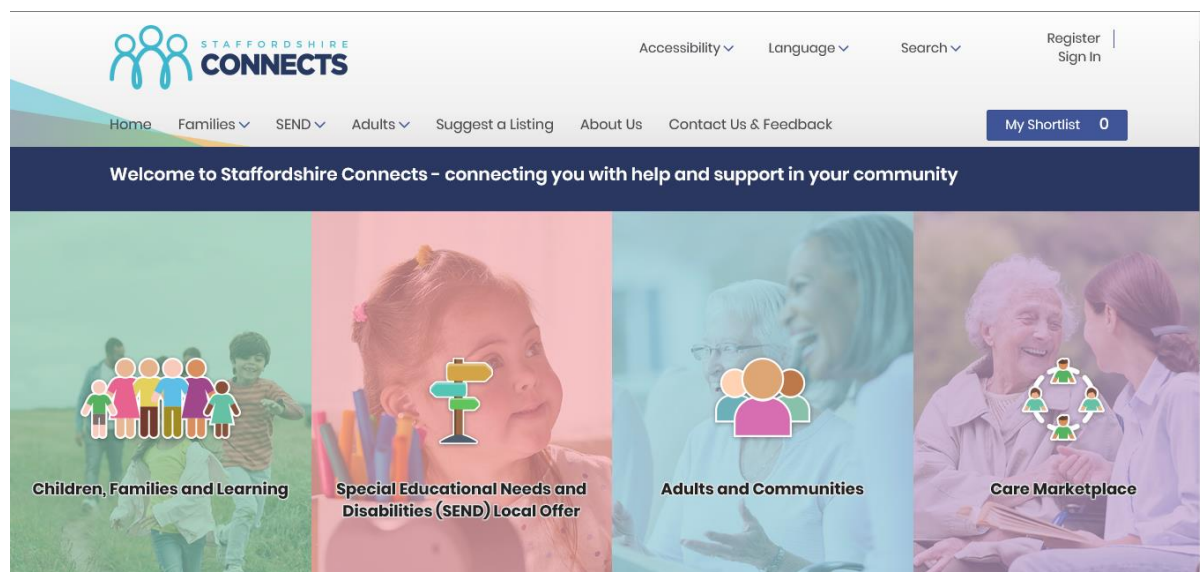 STAFFORDSHIRE
CONNECTS
Accessibility
Language
Search
Register
Sign In
Home
Families
SEND
Adults
Suggest a Listing
About Us
Contact Us & Feedback
My Shortlist 0
Welcome to Staffordshire Connects - connecting you with help and support in your community
Children, Families and Learning
Special Educational Needs and
Disabilities (SEND) Local Offer
Adults and Communities
Care Marketplace